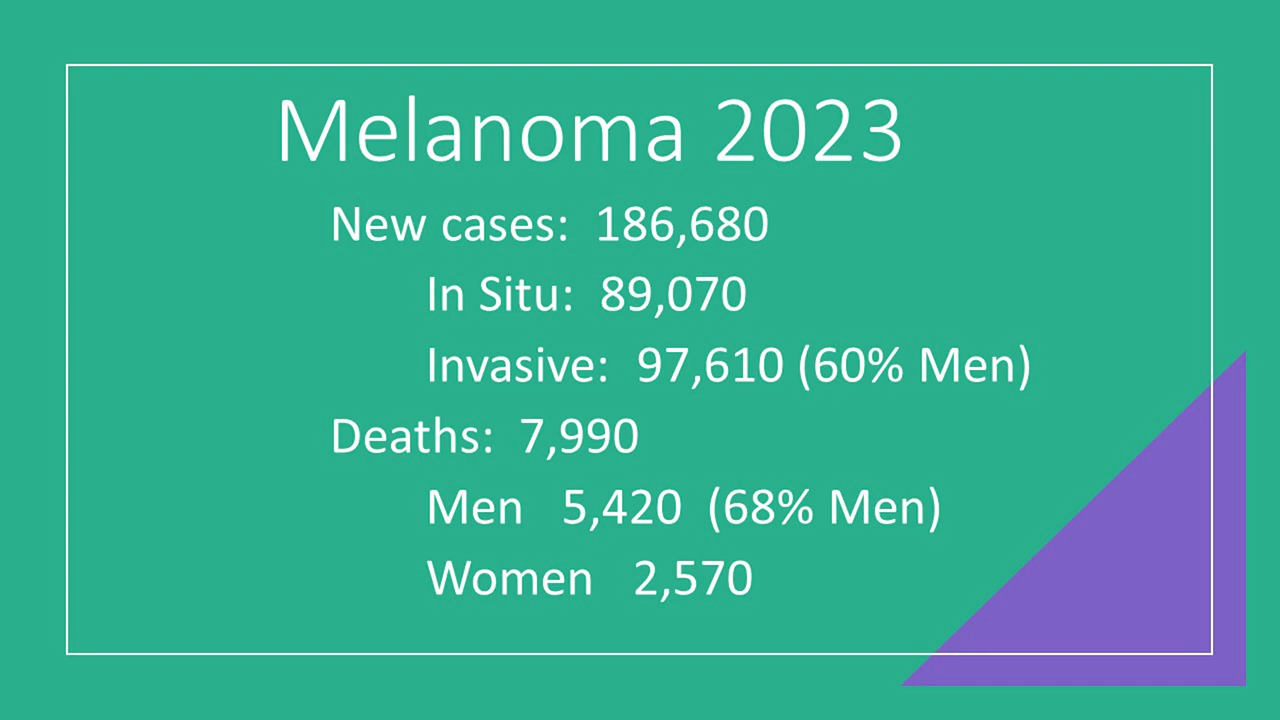 Melanoma 2023
New cases: 186,680
In Situ: 89,070
Invasive: 97,610 (60% Men)
Deaths: 7,990
Men 5,420 (68% Men)
Women 2,570